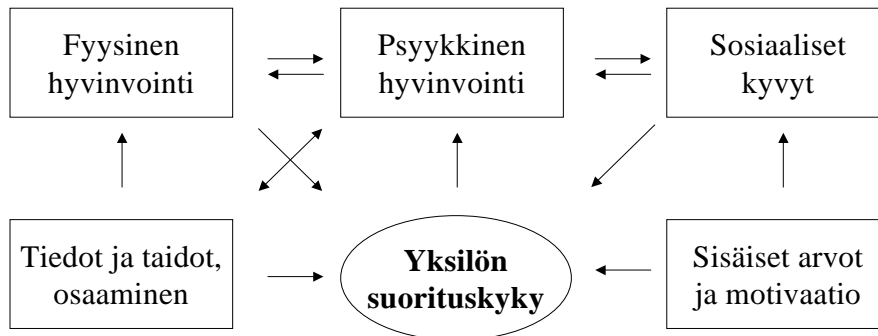 Fyysinen
hyvinvointi
Psyykkinen
hyvinvointi
Sosiaaliset
kyvyt
Tiedot ja taidot,
osaaminen
Yksilön
suorituskyky
Sisäiset arvot
ja motivaatio